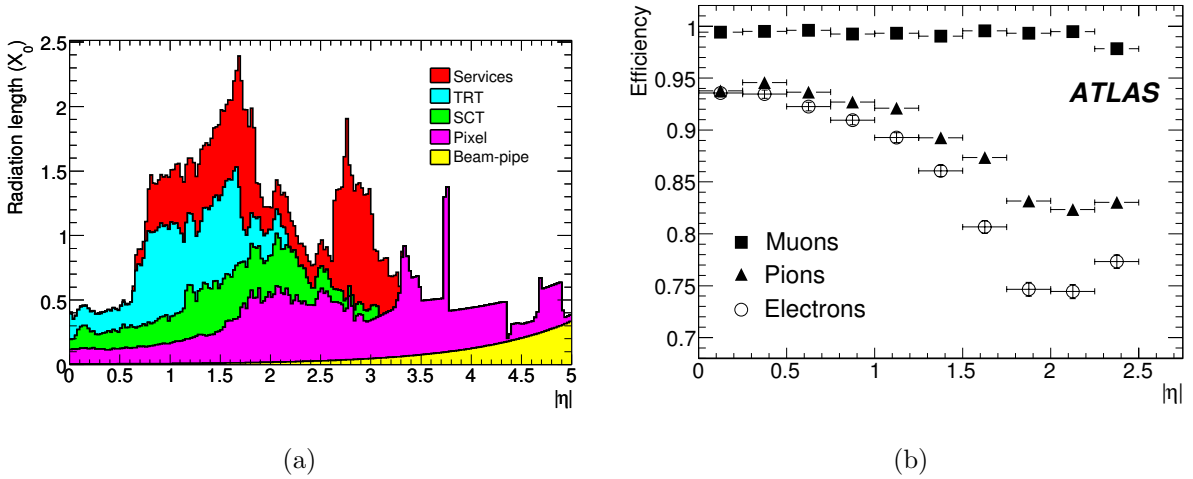 Radiation length (X0)
2.5
2
1.5
1
0.5
0
Services
TRT
SCT
Pixel
Beam-pipe
0 0.5 1 1.5 2 2.5 3 3.5 4 4.5 5
|η|
(a)
Efficiency
1
0.95
0.9
0.85
0.8
0.75
0.7
ATLAS
Muons
Pions
Electrons
0 0.5 1 1.5 2 2.5
|η|
(b)